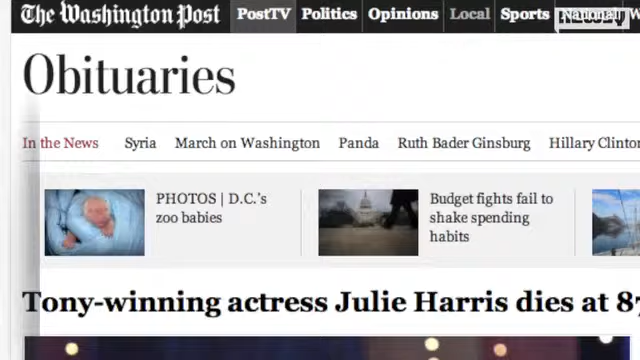 The Washington Post PostTV Politics Opinions Local Sports National
Obituaries
In the News Syria March on Washington Panda Ruth Bader Ginsburg Hillary Clinton
PHOTOS | D.C.'s
zoo babies
Budget fights fail to
shake spending
habits
Tony-winning actress Julie Harris dies at 87